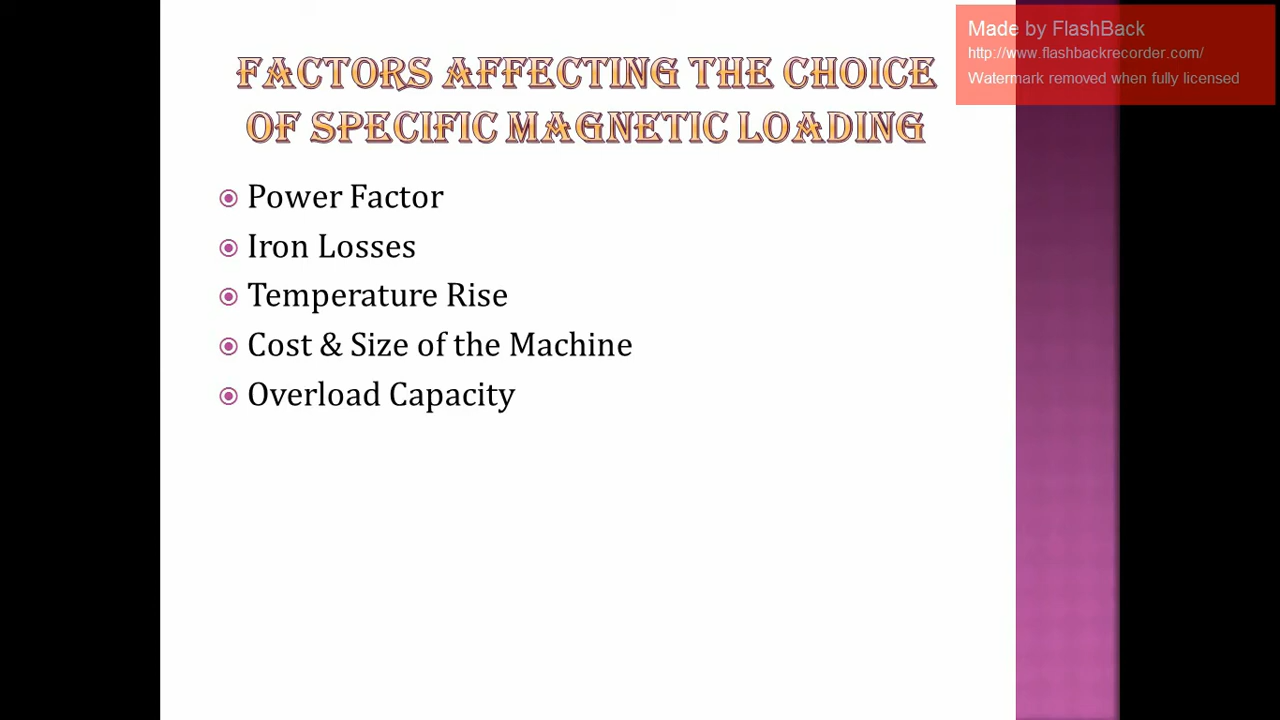 Made by FlashBack
http://www.flashbackrecorder.com/
Watermark removed when fully licensed
FACTORS AFFECTING THE CHOICE
OF SPECIFIC MAGNETIC LOADING
Power Factor
Iron Losses
Temperature Rise
Cost & Size of the Machine
Overload Capacity